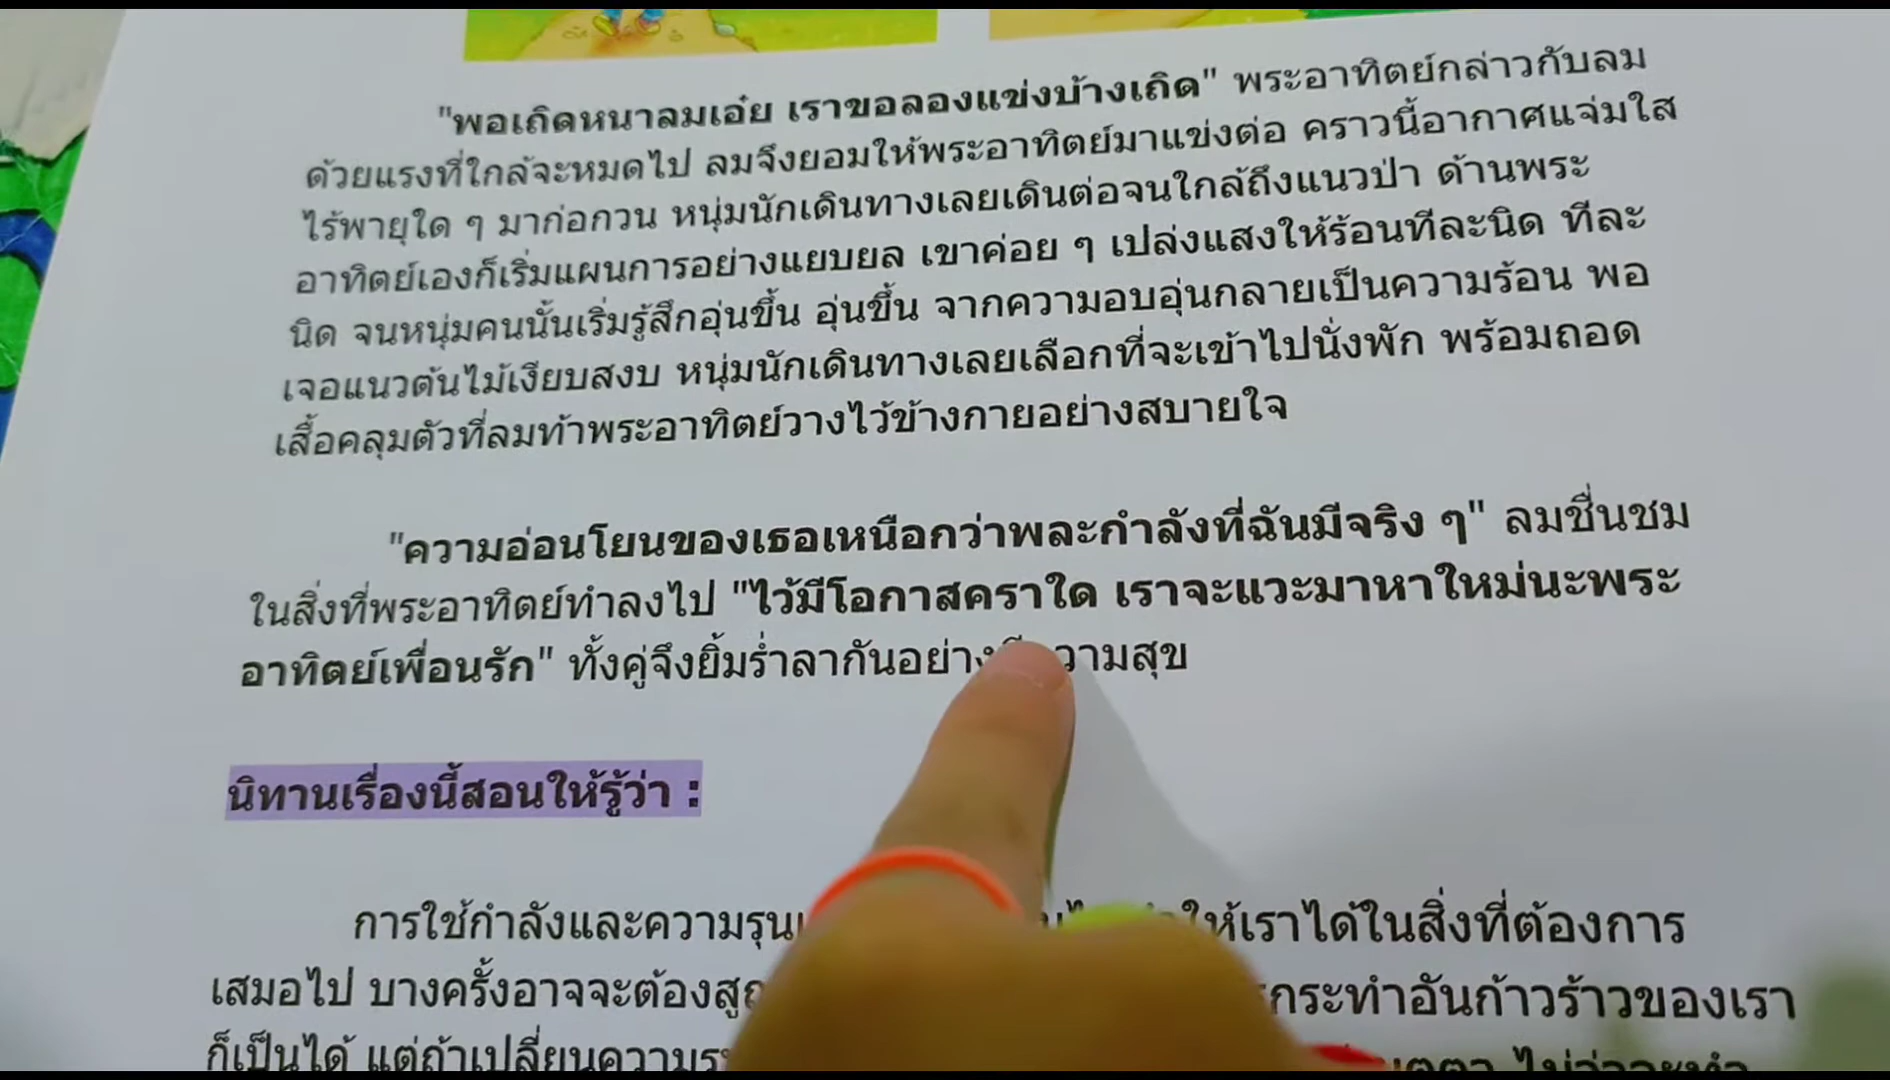 "พอเถิดหนาลมเอ๋ย เราขอลองแข่งบ้างเถิด" พระอาทิตย์กล่าวกับลม
ด้วยแรงที่ใกล้จะหมดไป ลมจึงยอมให้พระอาทิตย์มาแข่งต่อ คราวนี้อากาศแจ่มใส
ไร้พายุใด ๆ มาก่อกวน หนุ่มนักเดินทางเลยเดินต่อจนใกล้ถึงแนวป่า ด้านพระ
อาทิตย์เองก็เริ่มแผนการอย่างแยบยล เขาค่อย ๆ เปล่งแสงให้ร้อนทีละนิด ทีละ
นิด จนหนุ่มคนนั้นเริ่มรู้สึกอุ่นขึ้น อุ่นขึ้น จากความอบอุ่นกลายเป็นความร้อน พอ
เจอแนวต้นไม้เงียบสงบ หนุ่มนักเดินทางเลยเลือกที่จะเข้าไปนั่งพัก พร้อมถอด
เสื้อคลุมตัวที่ลมท้าพระอาทิตย์วางไว้ข้างกายอย่างสบายใจ
"ความอ่อนโยนของเธอเหนือกว่าพละกำลังที่ฉันมีจริง ๆ" ลมชื่นชม
ในสิ่งที่พระอาทิตย์ทำลงไป "ไว้มีโอกาสคราใด เราจะแวะมาหาใหม่นะพระ
อาทิตย์เพื่อนรัก" ทั้งคู่จึงยิ้มร่ำลากันอย่าง ความสุข
นิทานเรื่องนี้สอนให้รู้ว่า :
การใช้กำลังและความรุน ให้เราได้ในสิ่งที่ต้องการ
เสมอไป บางครั้งอาจจะต้อง กระทำอันก้าวร้าวของเรา
ก็เป็นได้ แต่ถ้าเปลี่ยนความ ไม่ว่าจะทำ